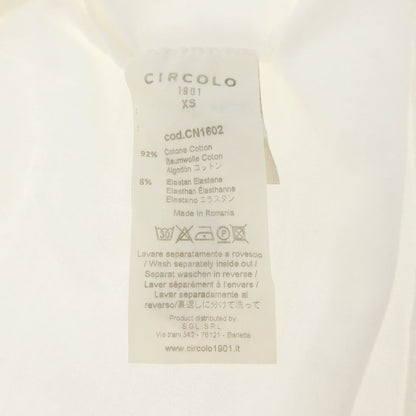 CIRCOLO
1901
XS
cod.CN1602
92% Cotone Cotton
Baumwolle Coton
Algodón コットン
8% Elastan Elastane
Elasthan Élasthanne
Elastano エラスタン
Made in Romania
30
Lavare separatamente a rovescio
/ Wash separately inside out /
Separat waschen in reverse /
Laver séparément à l'envers /
Lavar separadamente al
reverso/裏返しに分けて洗って
Product distributed by
S.G.L. S.R.L
Via trani 342 - 76121 - Barletta
www.circolo1901.it